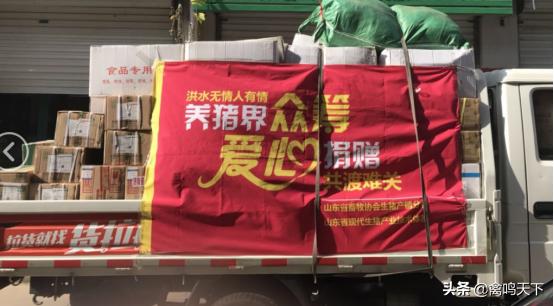 食品专用
洪水无情人有情
养猪界众筹
爱心捐赠
共渡难关
山东省畜牧协会生猪产销分
山东省现代生猪产业技术体
拉货就找 货拉
头条 @禽鸣天下